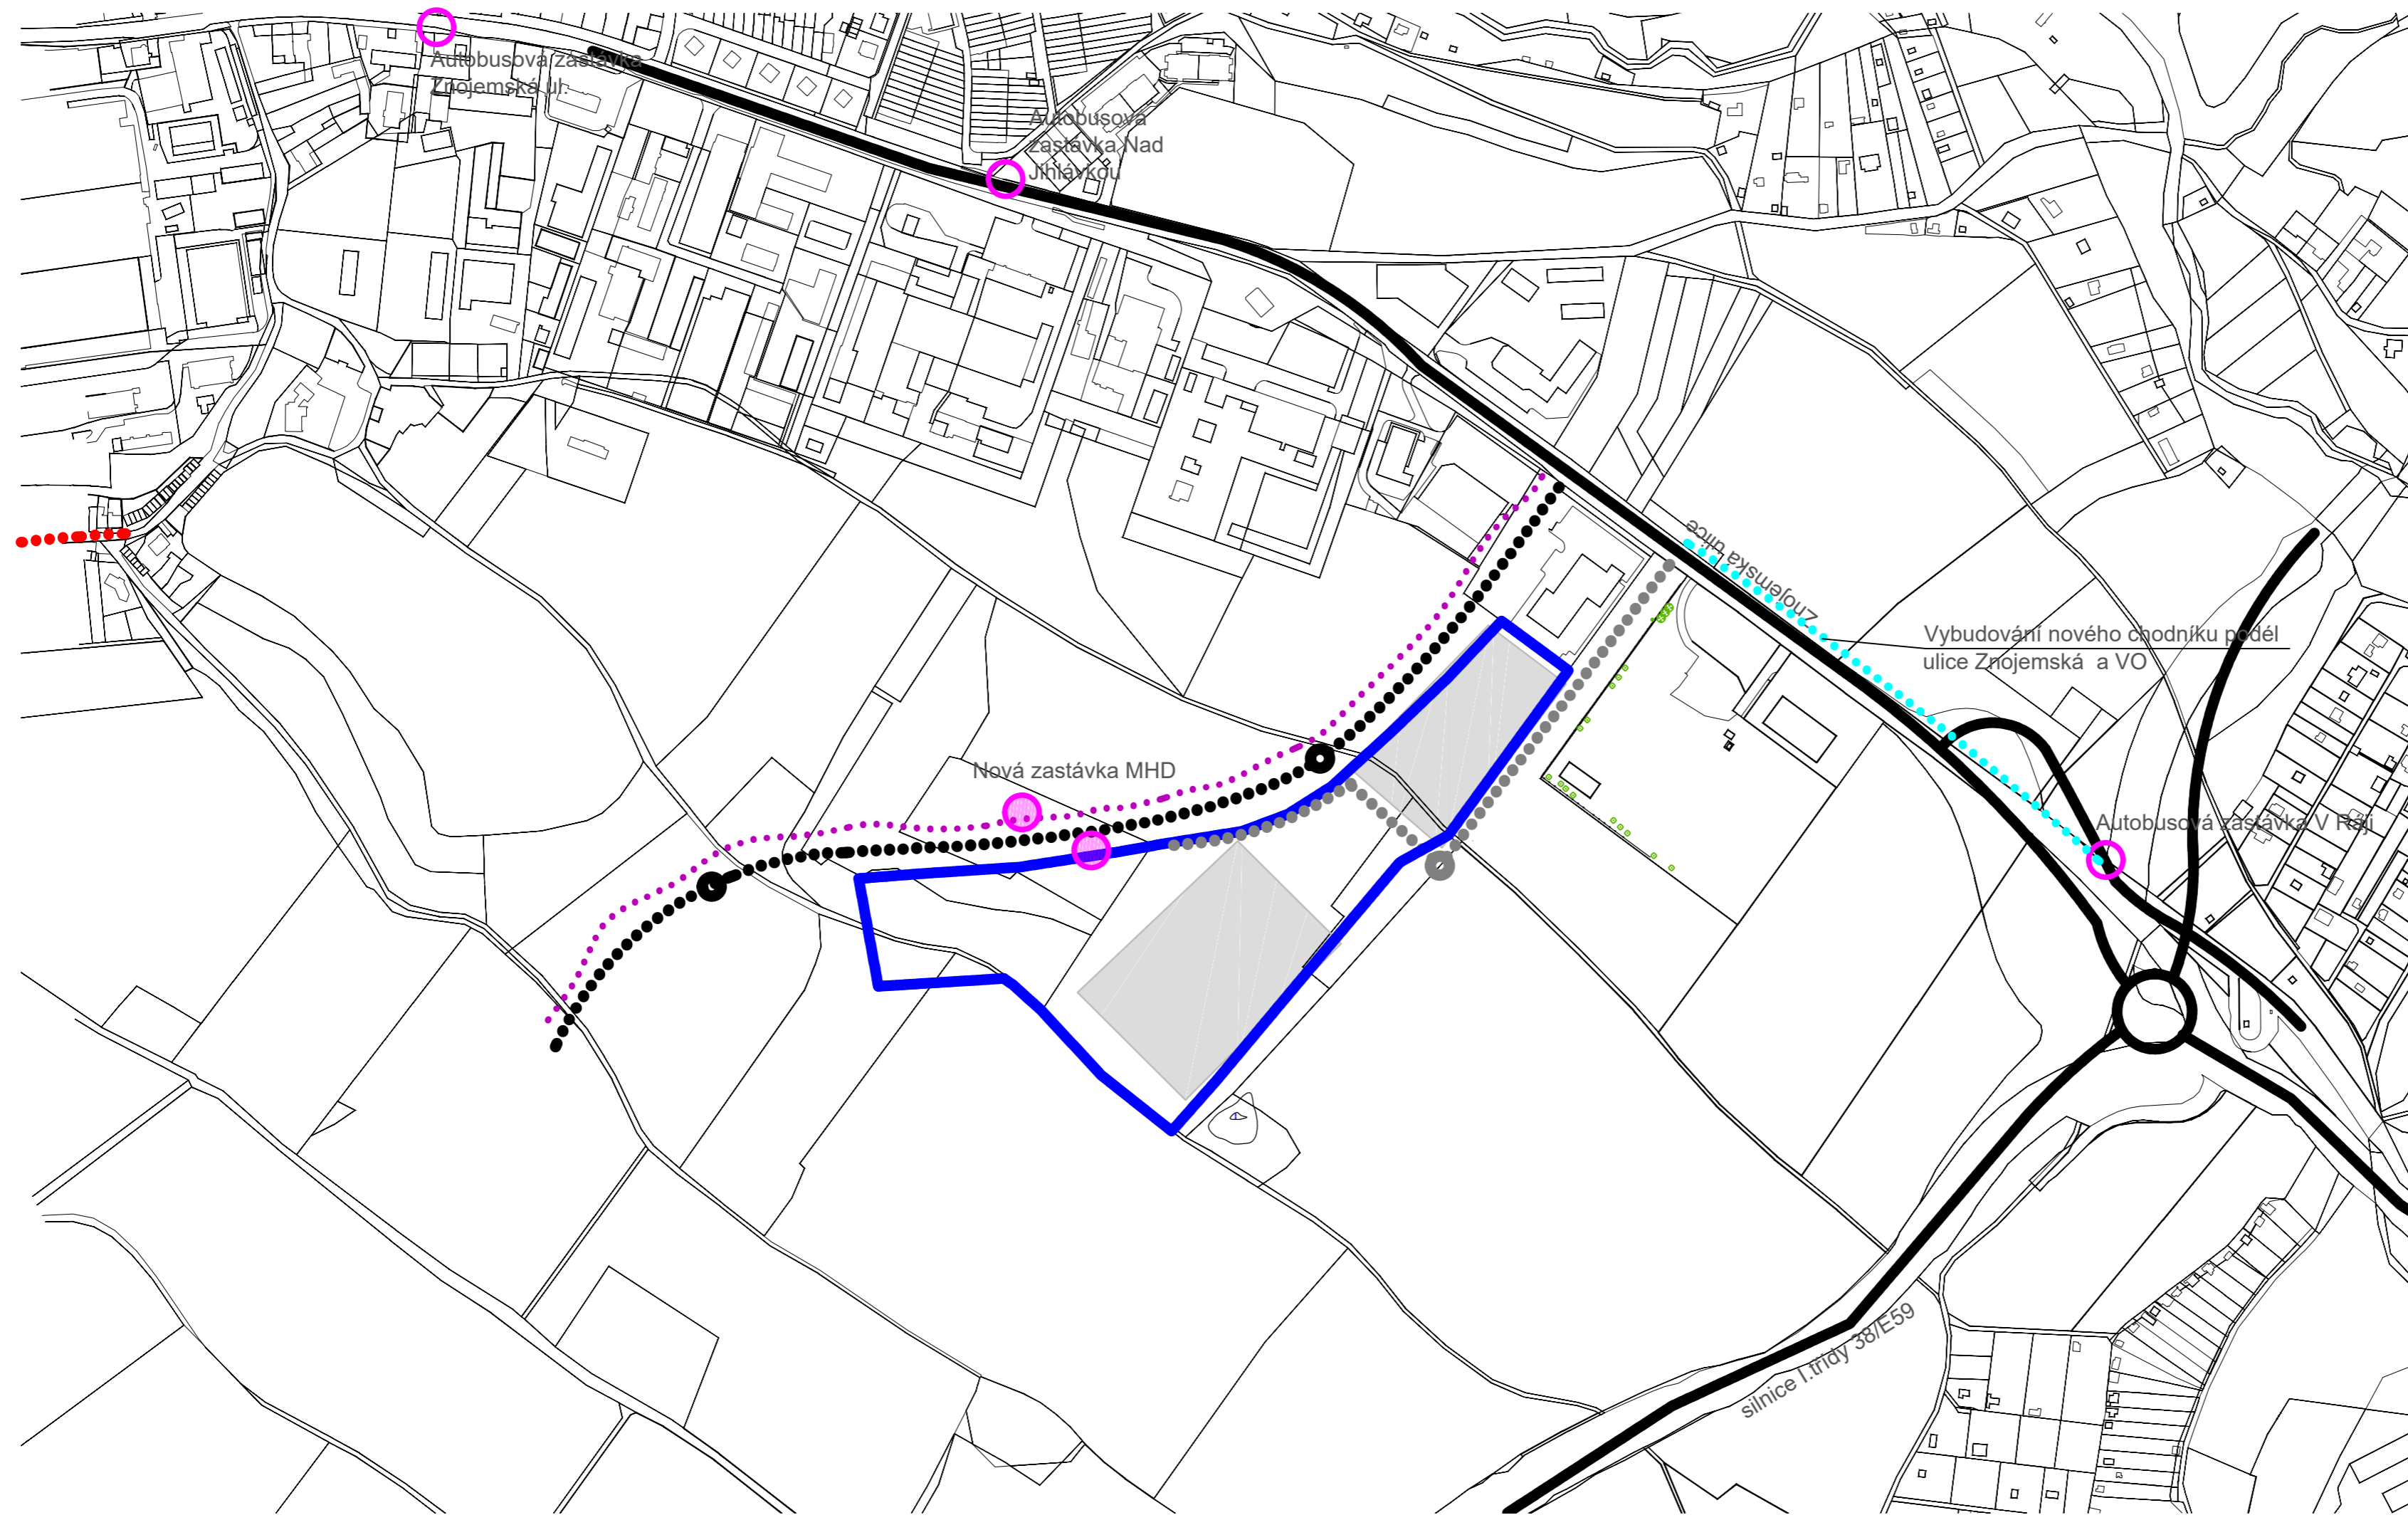 Autobusová zastávka
Znojemská ul.
Autobusová
zastávka Nad
Jihlávkou
Znojemská ulice
Vybudování nového chodníku podél
ulice Znojemská a VO
Nová zastávka MHD
Autobusová zastávka V Ráji
silnice I.třídy 38/E59